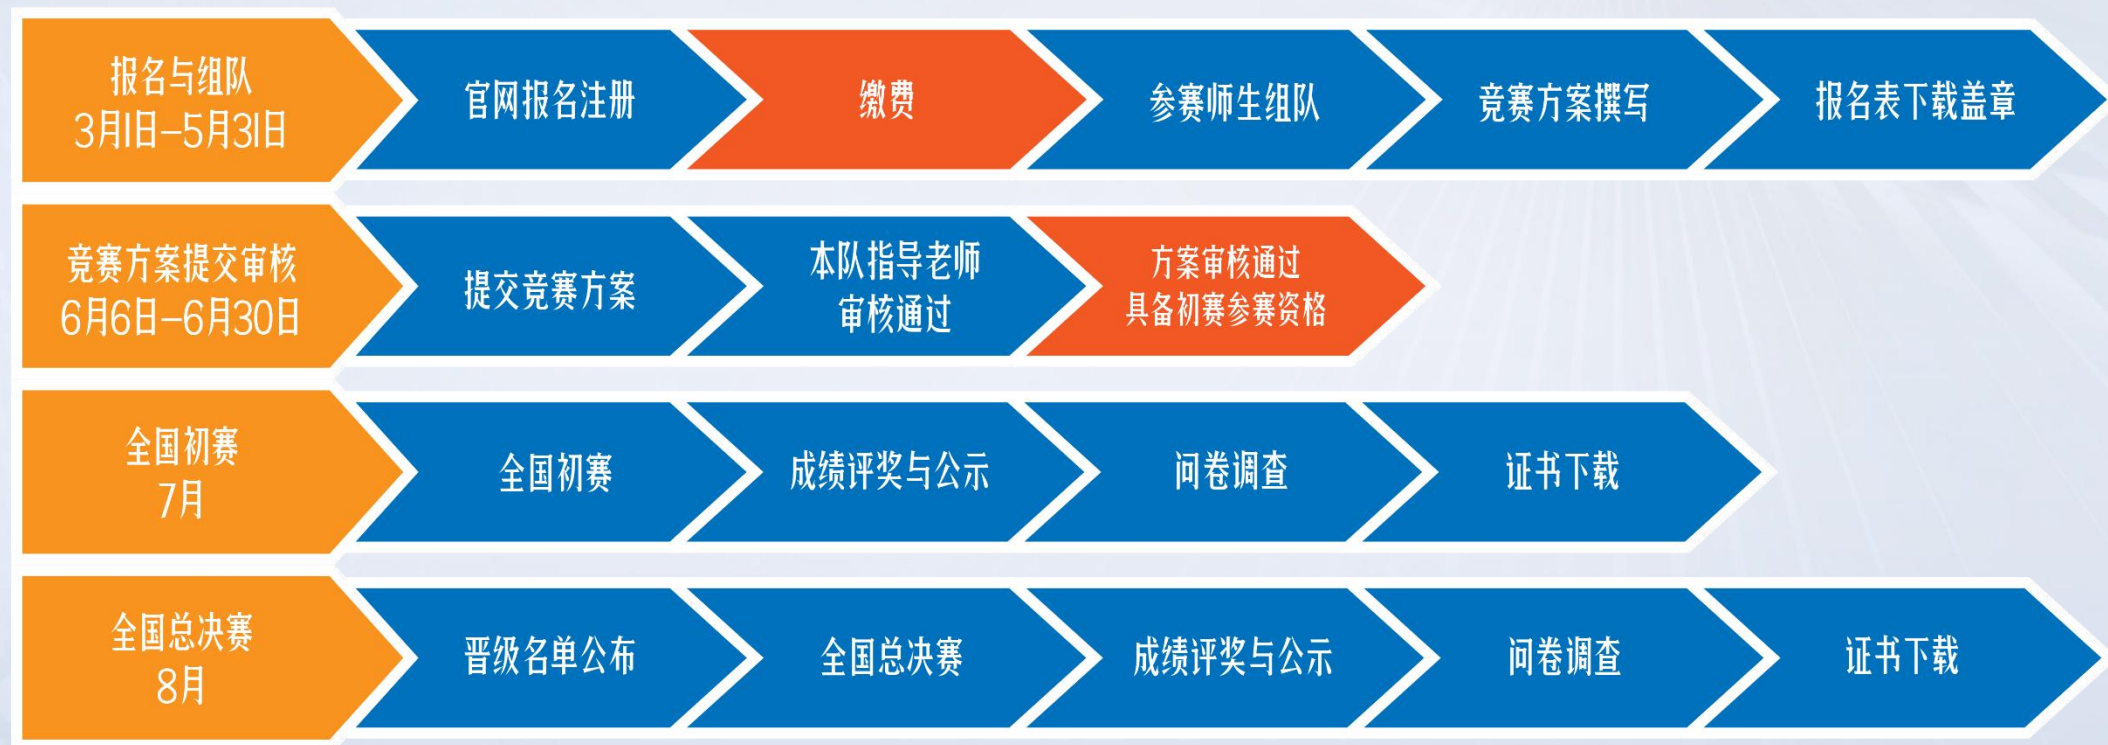 报名与组队
3月1日-5月31日
官网报名注册
缴费
参赛师生组队
竞赛方案撰写
报名表下载盖章
竞赛方案提交审核
6月6日-6月30日
提交竞赛方案
本队指导老师
审核通过
方案审核通过
具备初赛参赛资格
全国初赛
7月
全国初赛
成绩评奖与公示
问卷调查
证书下载
全国总决赛
8月
晋级名单公布
全国总决赛
成绩评奖与公示
问卷调查
证书下载